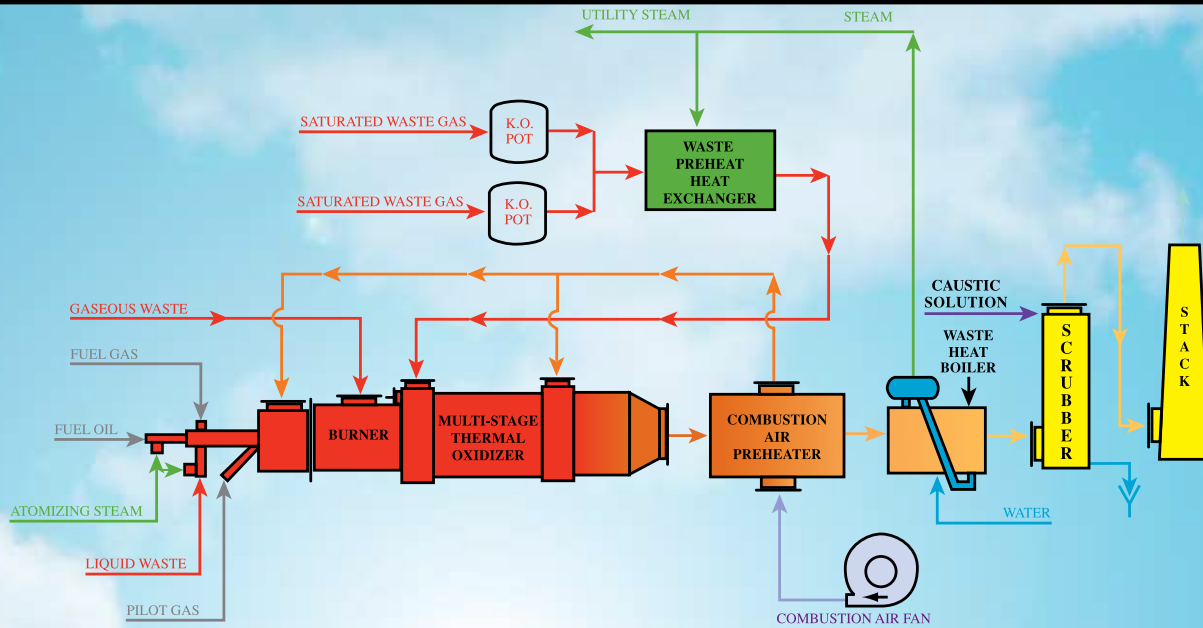 UTILITY STEAM
STEAM
SATURATED WASTE GAS
K.O.
POT
WASTE
PREHEAT
HEAT
EXCHANGER
SATURATED WASTE GAS
K.O.
POT
GASEOUS WASTE
FUEL GAS
FUEL OIL
ATOMIZING STEAM
LIQUID WASTE
PILOT GAS
BURNER
MULTI-STAGE
THERMAL
OXIDIZER
COMBUSTION
AIR
PREHEATER
COMBUSTION AIR FAN
WASTE
HEAT
BOILER
WATER
CAUSTIC
SOLUTION
SCRUBBER
STACK